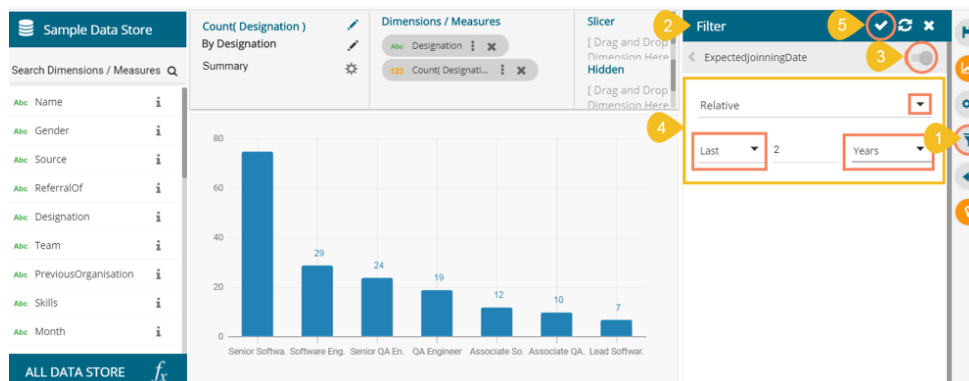 Sample Data Store
Search Dimensions / Measures
Abc Name i
Abc Gender i
Abc Source i
Abc ReferralOf i
Abc Designation i
Abc Team i
Abc PreviousOrganisation i
Abc Skills i
Abc Month i
ALL DATA STORE fx
Count( Designation )
By Designation
Summary
Dimensions / Measures
Abc Designation
123 Count( Designati...
Slicer
[ Drag and Drop
Dimension Here
Hidden
[ Drag and Drop
Dimension Here
80
60
40
20
0
29
24
19
12
10
7
Senior Softwa. Software Eng. Senior QA En. QA Engineer Associate So. Associate QA. Lead Softwar.
2 Filter 5
ExpectedJoinningDate 3
Relative
4
Last 2 Years
1